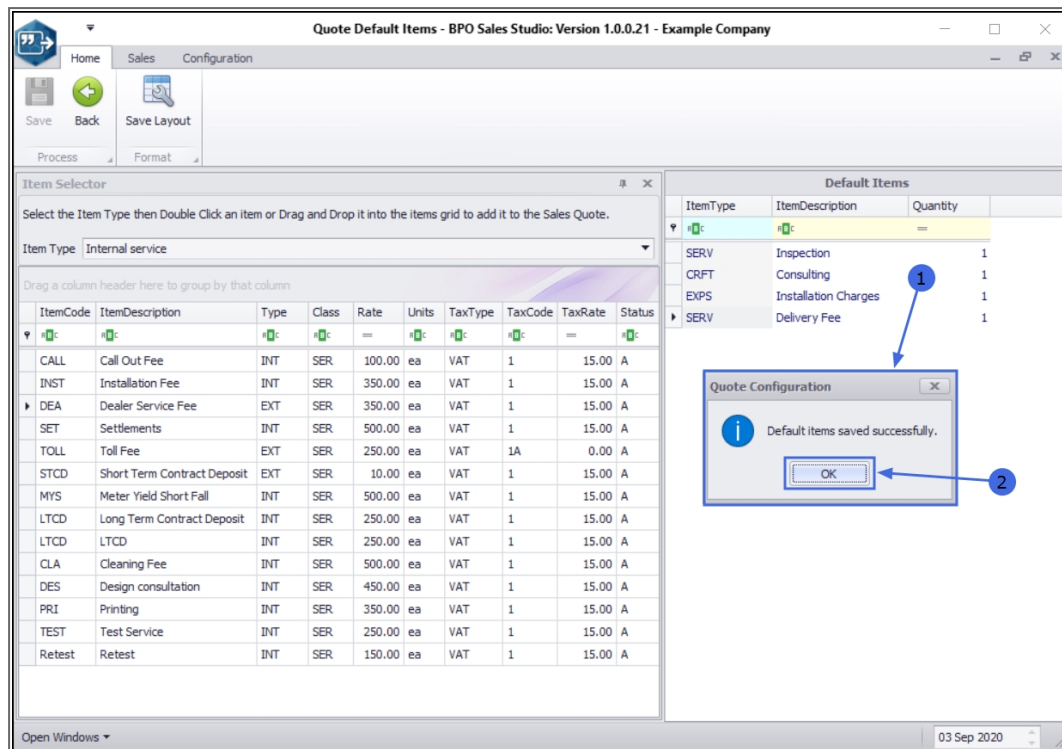 Quote Default Items - BPO Sales Studio: Version 1.0.0.21 - Example Company
Home Sales Configuration
Save Back Save Layout
Process Format
Item Selector
Select the Item Type then Double Click an item or Drag and Drop it into the items grid to add it to the Sales Quote.
Item Type Internal service
Drag a column header here to group by that column
ItemCode ItemDescription Type Class Rate Units TaxType TaxCode TaxRate Status
CALL Call Out Fee INT SER 100.00 ea VAT 1 15.00 A
INST Installation Fee INT SER 350.00 ea VAT 1 15.00 A
DEA Dealer Service Fee EXT SER 350.00 ea VAT 1 15.00 A
SET Settlements INT SER 500.00 ea VAT 1 15.00 A
TOLL Toll Fee EXT SER 250.00 ea VAT 1A 0.00 A
STCD Short Term Contract Deposit EXT SER 10.00 ea VAT 1 15.00 A
MYS Meter Yield Short Fall INT SER 500.00 ea VAT 1 15.00 A
LTCD Long Term Contract Deposit INT SER 250.00 ea VAT 1 15.00 A
LTCD LTCD INT SER 250.00 ea VAT 1 15.00 A
CLA Cleaning Fee INT SER 500.00 ea VAT 1 15.00 A
DES Design consultation INT SER 450.00 ea VAT 1 15.00 A
PRI Printing INT SER 350.00 ea VAT 1 15.00 A
TEST Test Service INT SER 250.00 ea VAT 1 15.00 A
Retest Retest INT SER 150.00 ea VAT 1 15.00 A
Default Items
ItemType ItemDescription Quantity
=
SERV Inspection 1
CRFT Consulting 1
EXPS Installation Charges 1
SERV Delivery Fee 1
1
Quote Configuration
Default items saved successfully.
OK
2
Open Windows
03 Sep 2020